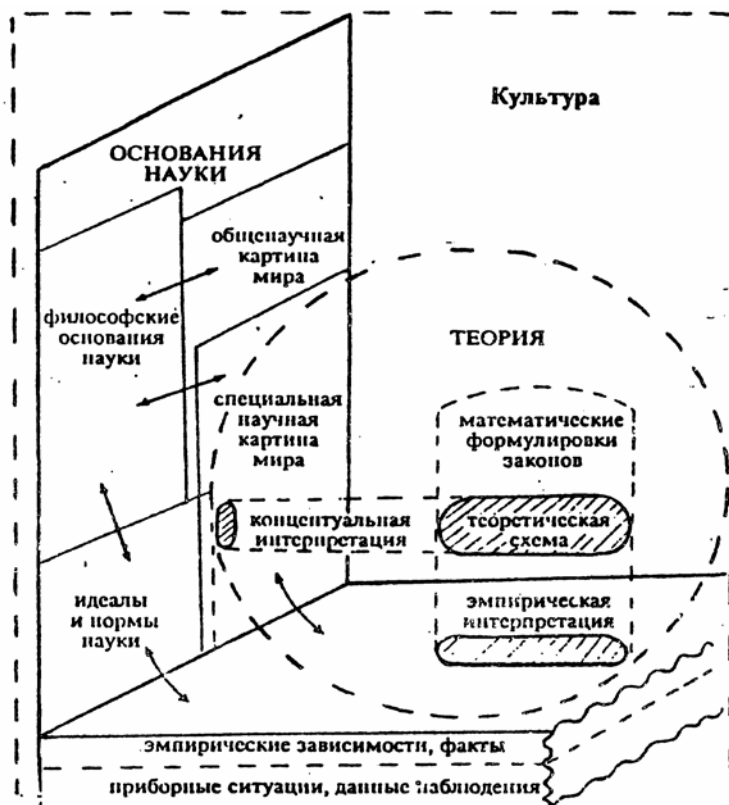 Культура
ОСНОВАНИЯ
НАУКИ
общенаучная
картина
мира
философские
основания
науки
ТЕОРИЯ
специальная
научная
картина
мира
математические
формулировки
законов
концептуальная
интерпретация
теоретическая
схема
идеалы
и нормы
науки
эмпирическая
интерпретация
эмпирические зависимости, факты
приборные ситуации, данные наблюдения